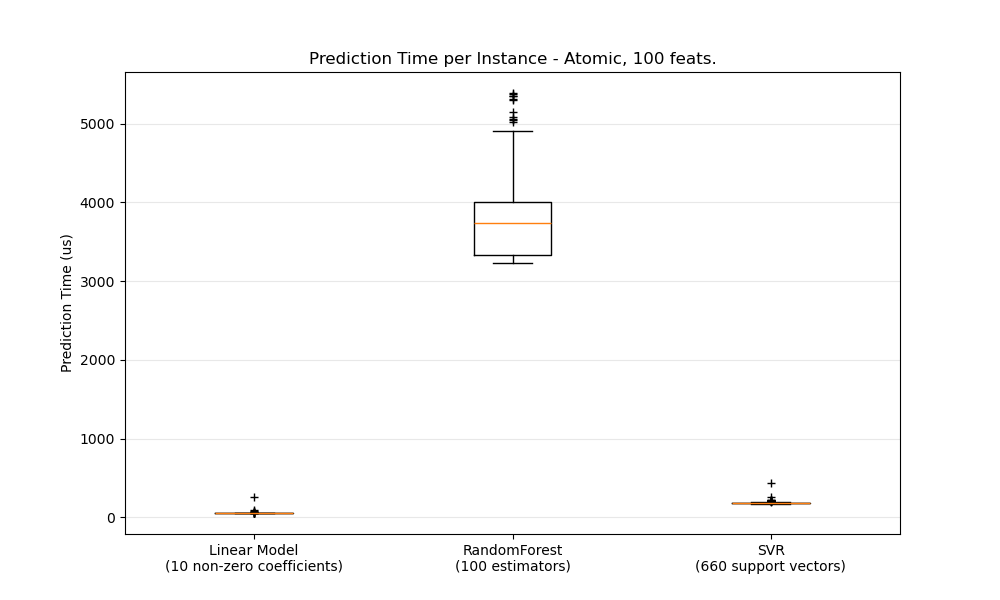 Prediction Time per Instance - Atomic, 100 feats.
Prediction Time (us)
5000
4000
3000
2000
1000
0
Linear Model
(10 non-zero coefficients)
RandomForest
(100 estimators)
SVR
(660 support vectors)